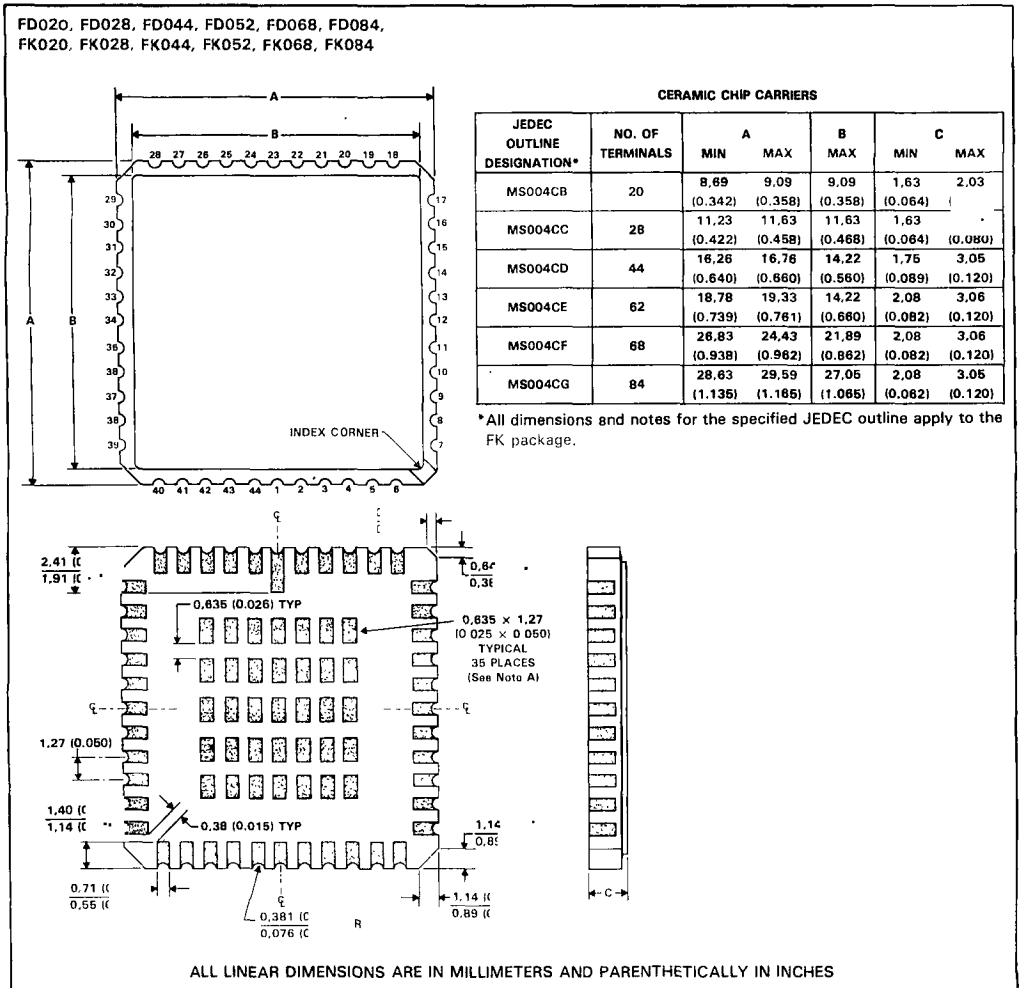 FD020, FD028, FD044, FD052, FD068, FD084,
FK020, FK028, FK044, FK052, FK068, FK084
A
B
28 27 26 25 24 23 22 21 20 19 18
29
30
31
32
33
34
36
38
37
38
39
17
16
15
14
13
12
11
10
9
8
7
A
B
INDEX CORNER
40 41 42 43 44 1 2 3 4 5 6
CERAMIC CHIP CARRIERS
JEDEC OUTLINE DESIGNATION* NO. OF TERMINALS A B C
MIN MAX MAX MIN MAX
MS004CB 20 8,69 9,09 9,09 1,63 2,03
(0.342) (0.358) (0.358) (0.064) (
MS004CC 28 11,23 11,63 11,63 1,63
(0.422) (0.458) (0.468) (0.064) (0.080)
MS004CD 44 16,26 16,76 14,22 1,75 3,05
(0.640) (0.660) (0.560) (0.089) (0.120)
MS004CE 62 18,78 19,33 14,22 2,08 3,06
(0.739) (0.761) (0.660) (0.082) (0.120)
MS004CF 68 26,83 24,43 21,89 2,08 3,06
(0.938) (0.962) (0.862) (0.082) (0.120)
MS004CG 84 28,63 29,59 27,05 2,08 3.05
(1.135) (1.165) (1.065) (0.062) (0.120)
*All dimensions and notes for the specified JEDEC outline apply to the
FK package.
2,41 (0
1,91 (0
0,635 (0.026) TYP
0,635 × 1,27
(0 025 × 0 050)
TYPICAL
35 PLACES
(See Note A)
1,27 (0.050)
1,40 (0
1,14 (0
0,38 (0.015) TYP
0,71 (
0,55 (
0,381 (
0,076 (
R
1,14
1,14 (
0,89 (
C
ALL LINEAR DIMENSIONS ARE IN MILLIMETERS AND PARENTHETICALLY IN INCHES